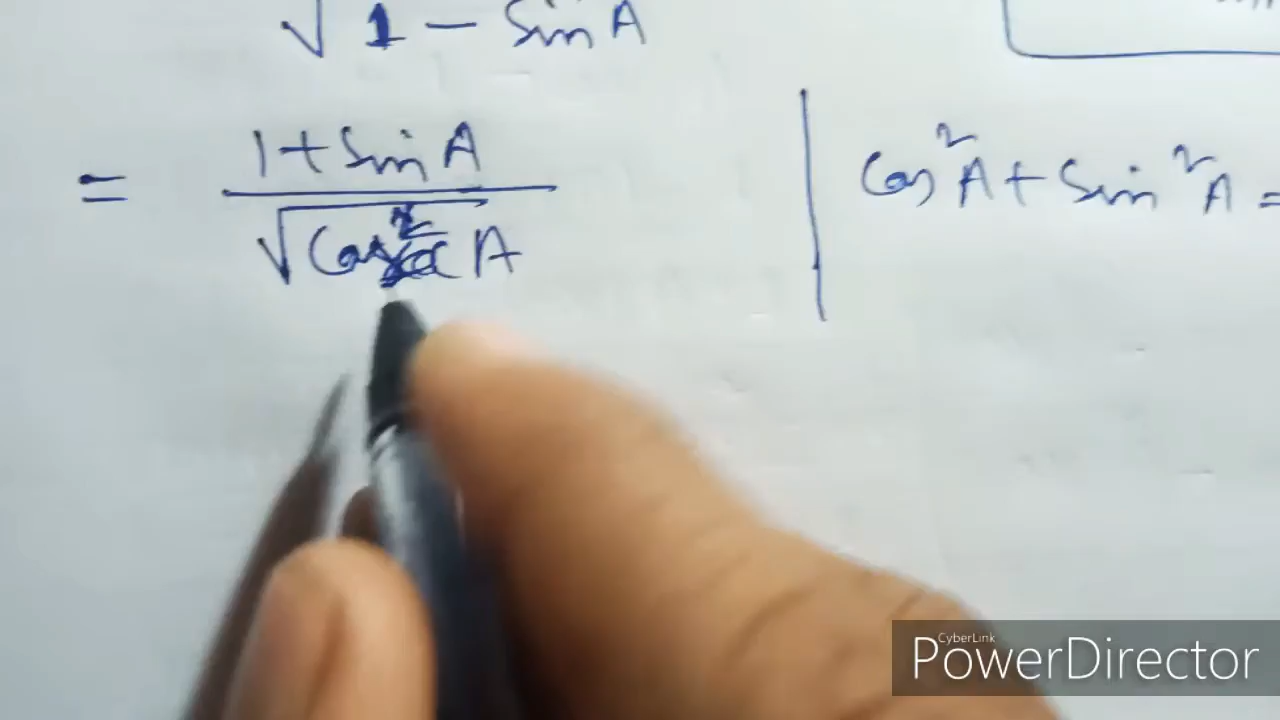 √1 - Sin A
= 1 + Sin A
√Cos²A
Cos²A + Sin²A =
CyberLink
PowerDirector